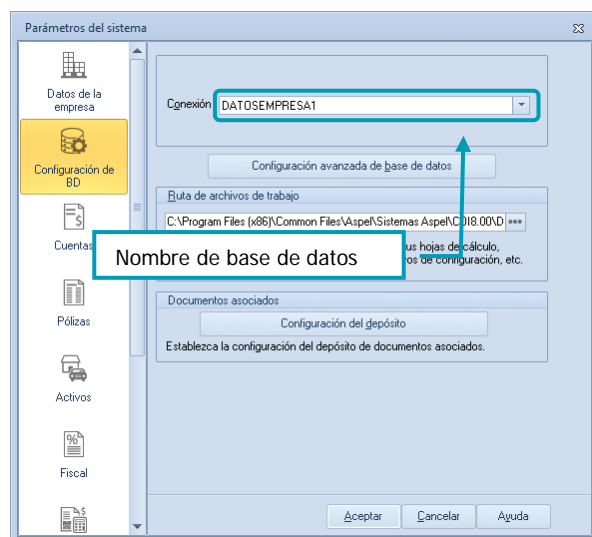 Parámetros del sistema
Datos de la
empresa
Configuración de
BD
Cuentas
Pólizas
Activos
Fiscal
Conexión DATOSEMPRESA1
Configuración avanzada de base de datos
Ruta de archivos de trabajo
C:\Program Files (x86)\Common Files\Aspel\Sistemas Aspel\COI8.00\D
us hojas de cálculo,
os de configuración, etc.
Nombre de base de datos
Documentos asociados
Configuración del depósito
Establezca la configuración del depósito de documentos asociados.
Aceptar Cancelar Ayuda